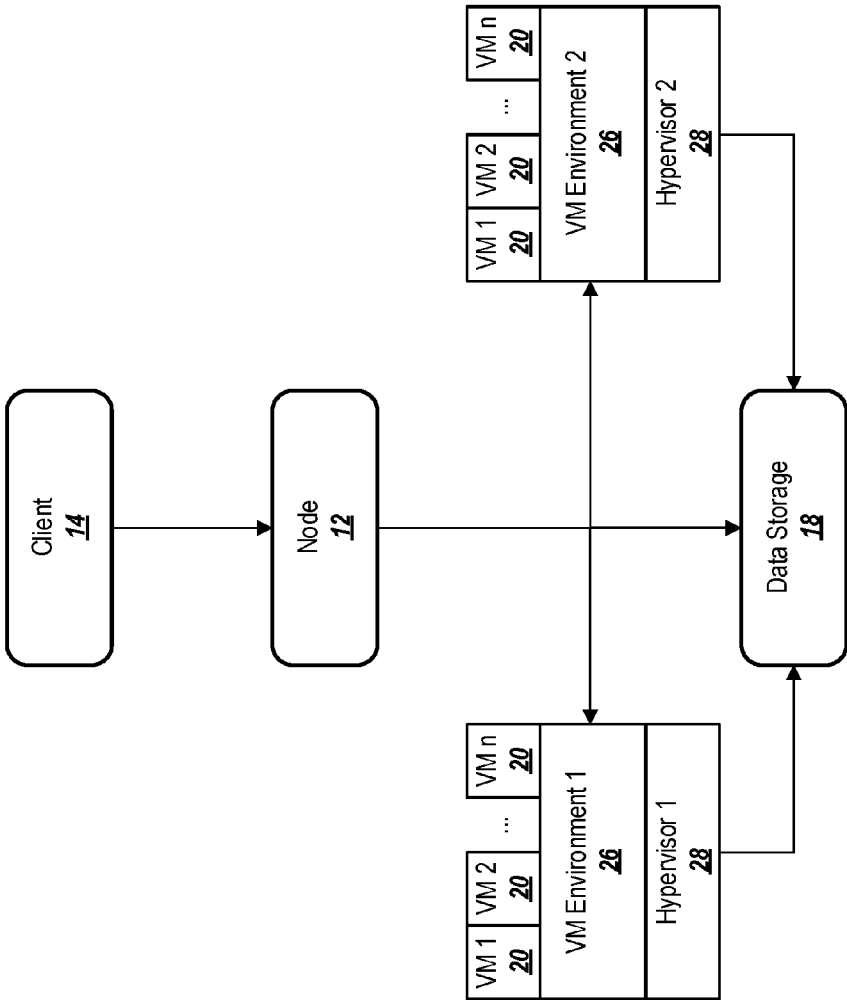 Client
14
Node
12
VM 1
20
VM 2
20
...
VM n
20
VM Environment 1
26
Hypervisor 1
28
VM 1
20
VM 2
20
...
VM n
20
VM Environment 2
26
Hypervisor 2
28
Data Storage
18